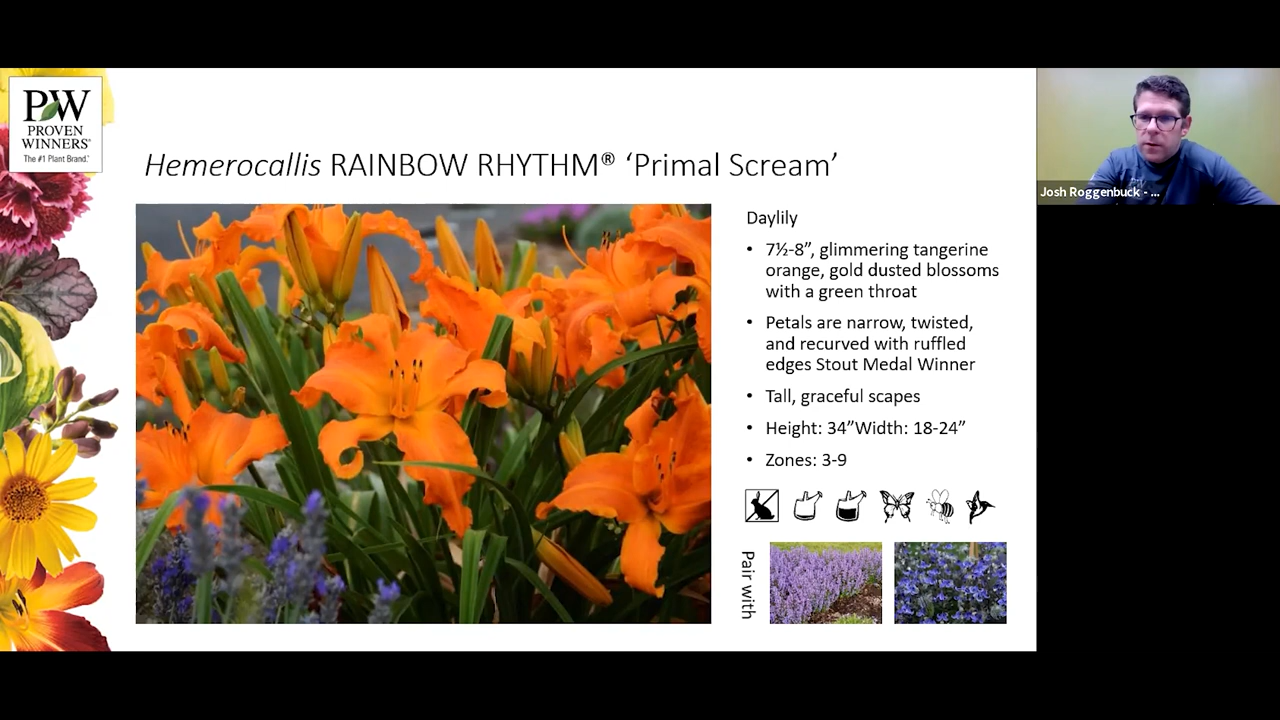 PW
PROVEN
WINNERS®
The #1 Plant Brand.
Hemerocallis RAINBOW RHYTHM® ‘Primal Scream’
Josh Roggenbuck - ...
Daylily
• 7½-8”, glimmering tangerine
orange, gold dusted blossoms
with a green throat
• Petals are narrow, twisted,
and recurved with ruffled
edges Stout Medal Winner
• Tall, graceful scapes
• Height: 34”Width: 18-24”
• Zones: 3-9
Pair with